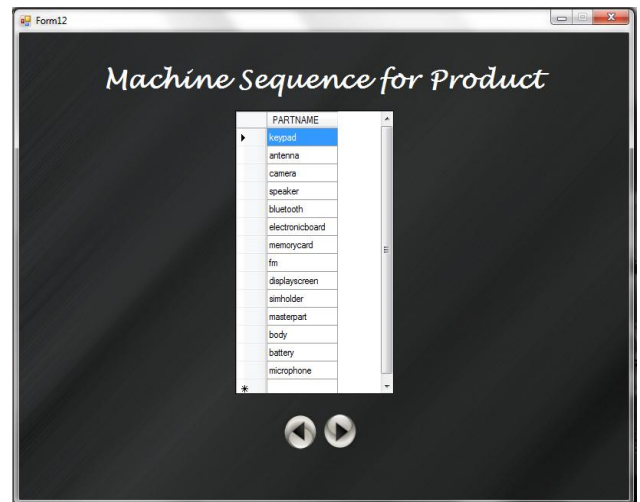 Form12
Machine Sequence for Product
PARTNAME
keypad
antenna
camera
speaker
bluetooth
electronicboard
memorycard
fm
displayscreen
simholder
masterpart
body
battery
microphone